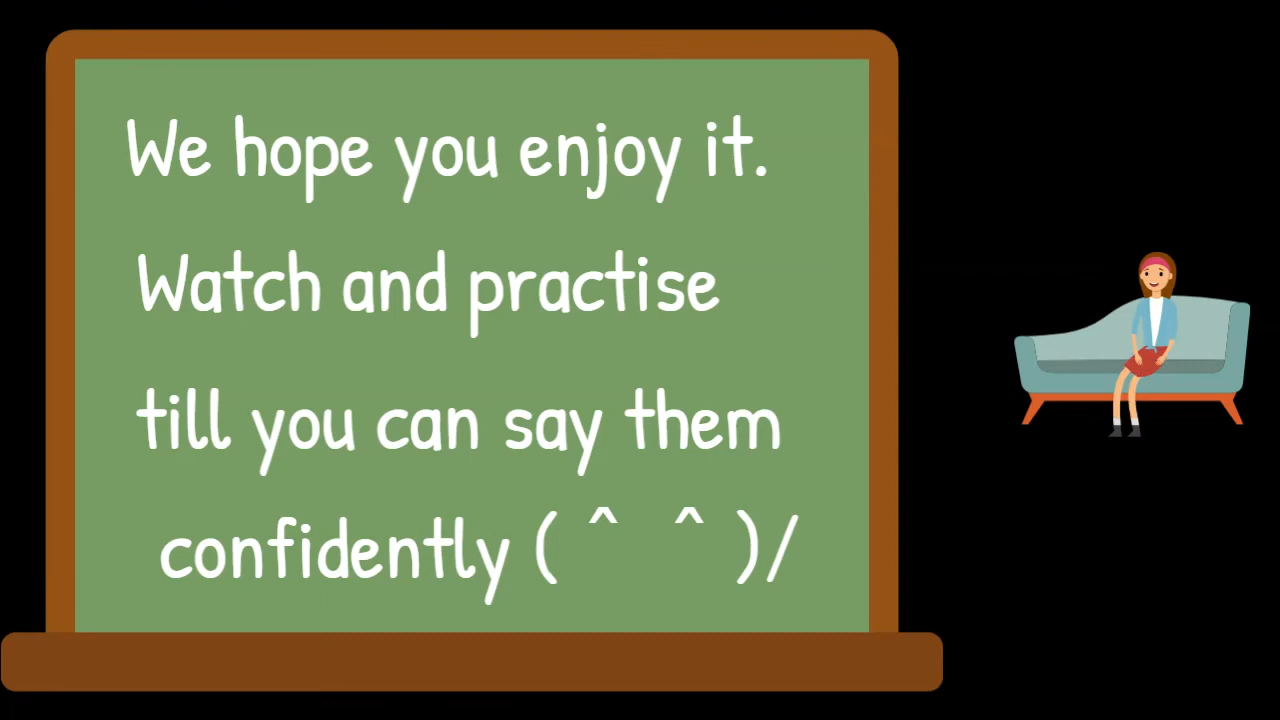 We hope you enjoy it.
Watch and practise
till you can say them
confidently ( ^  ^ )/